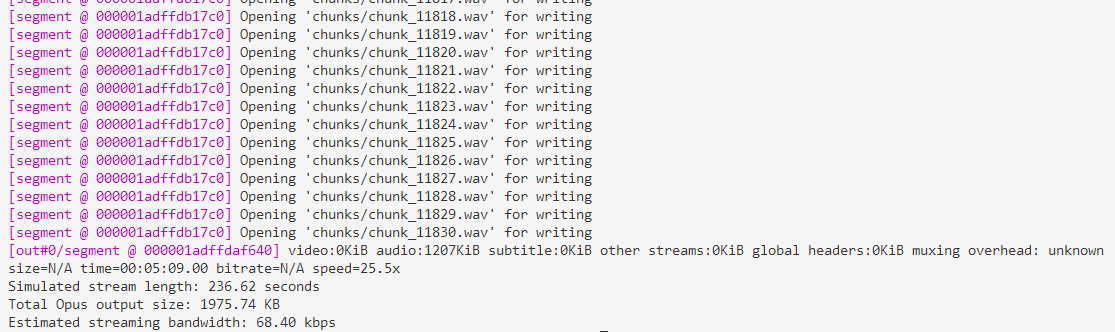 [segment @ 000001adffdb17c0] Opening 'chunks/chunk_11817.wav' for writing
[segment @ 000001adffdb17c0] Opening 'chunks/chunk_11818.wav' for writing
[segment @ 000001adffdb17c0] Opening 'chunks/chunk_11819.wav' for writing
[segment @ 000001adffdb17c0] Opening 'chunks/chunk_11820.wav' for writing
[segment @ 000001adffdb17c0] Opening 'chunks/chunk_11821.wav' for writing
[segment @ 000001adffdb17c0] Opening 'chunks/chunk_11822.wav' for writing
[segment @ 000001adffdb17c0] Opening 'chunks/chunk_11823.wav' for writing
[segment @ 000001adffdb17c0] Opening 'chunks/chunk_11824.wav' for writing
[segment @ 000001adffdb17c0] Opening 'chunks/chunk_11825.wav' for writing
[segment @ 000001adffdb17c0] Opening 'chunks/chunk_11826.wav' for writing
[segment @ 000001adffdb17c0] Opening 'chunks/chunk_11827.wav' for writing
[segment @ 000001adffdb17c0] Opening 'chunks/chunk_11828.wav' for writing
[segment @ 000001adffdb17c0] Opening 'chunks/chunk_11829.wav' for writing
[segment @ 000001adffdb17c0] Opening 'chunks/chunk_11830.wav' for writing
[out#0/segment @ 000001adffdaf640] video:0KiB audio:1207KiB subtitle:0KiB other streams:0KiB global headers:0KiB muxing overhead: unknown
size=N/A time=00:05:09.00 bitrate=N/A speed=25.5x
Simulated stream length: 236.62 seconds
Total Opus output size: 1975.74 KB
Estimated streaming bandwidth: 68.40 kbps